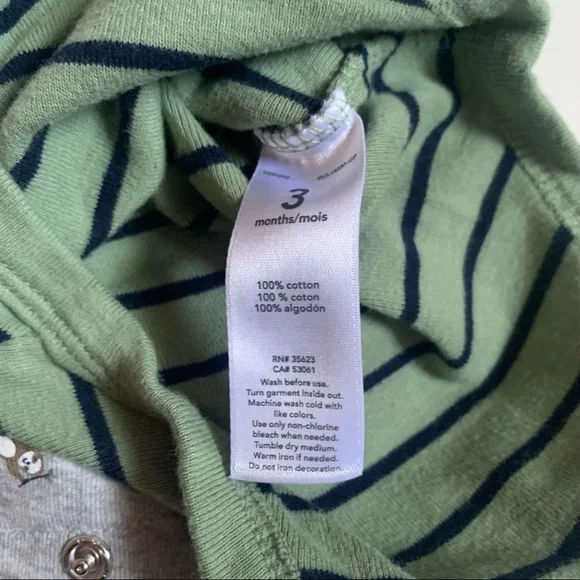 3
months/mois
100% cotton
100 % coton
100% algodón
RN# 35623
CA# 53061
Wash before use.
Turn garment inside out.
Machine wash cold with
like colors.
Use only non-chlorine
bleach when needed.
Tumble dry medium.
Warm iron if needed.
Do not iron decoration.